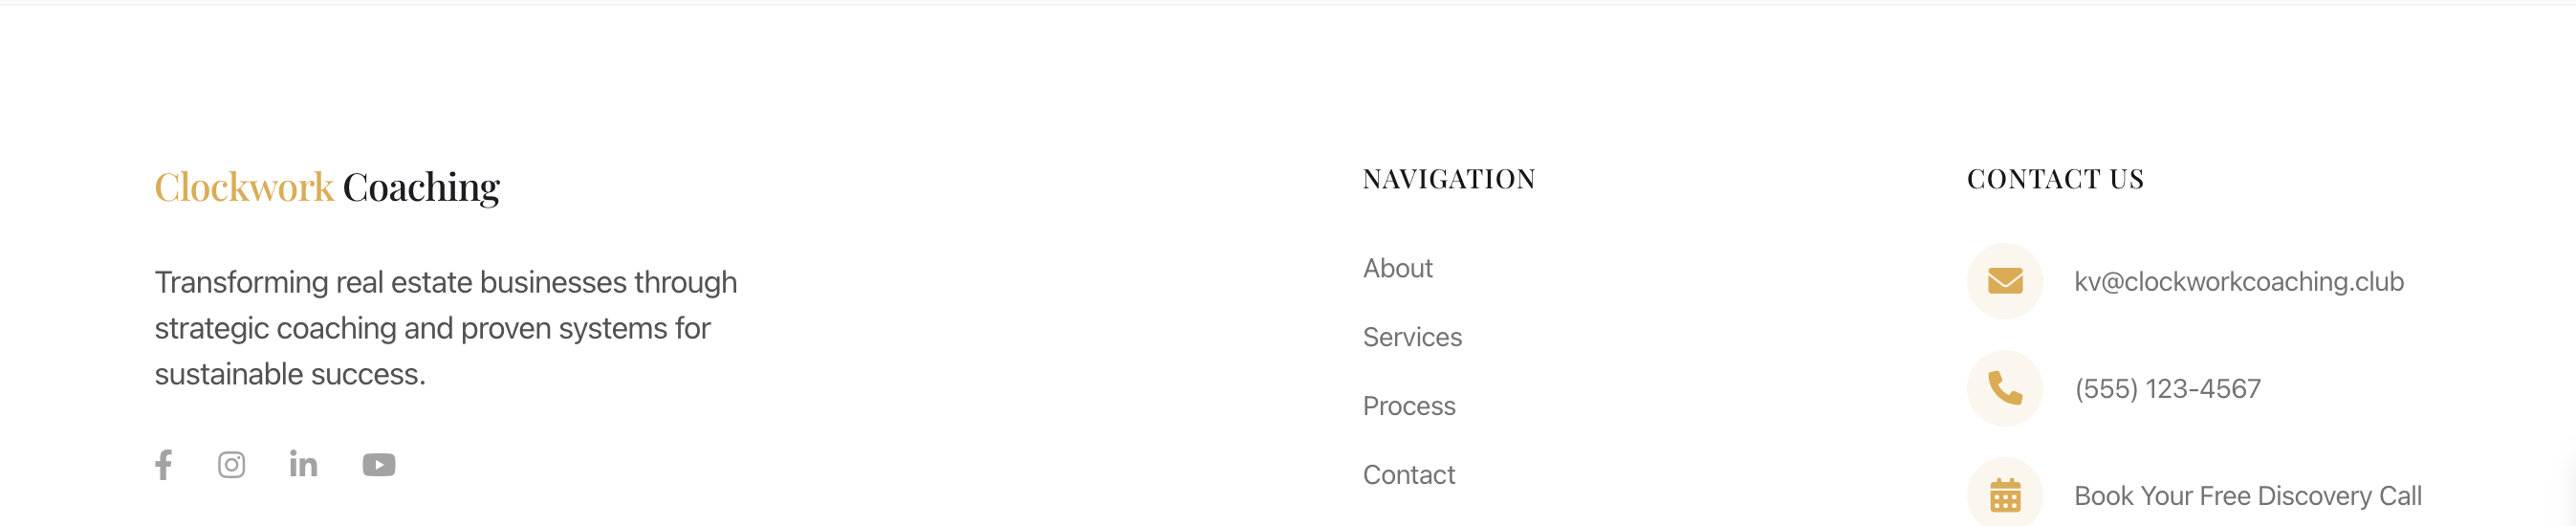 Clockwork Coaching
Transforming real estate businesses through
strategic coaching and proven systems for
sustainable success.
NAVIGATION
About
Services
Process
Contact
CONTACT US
kv@clockworkcoaching.club
(555) 123-4567
Book Your Free Discovery Call